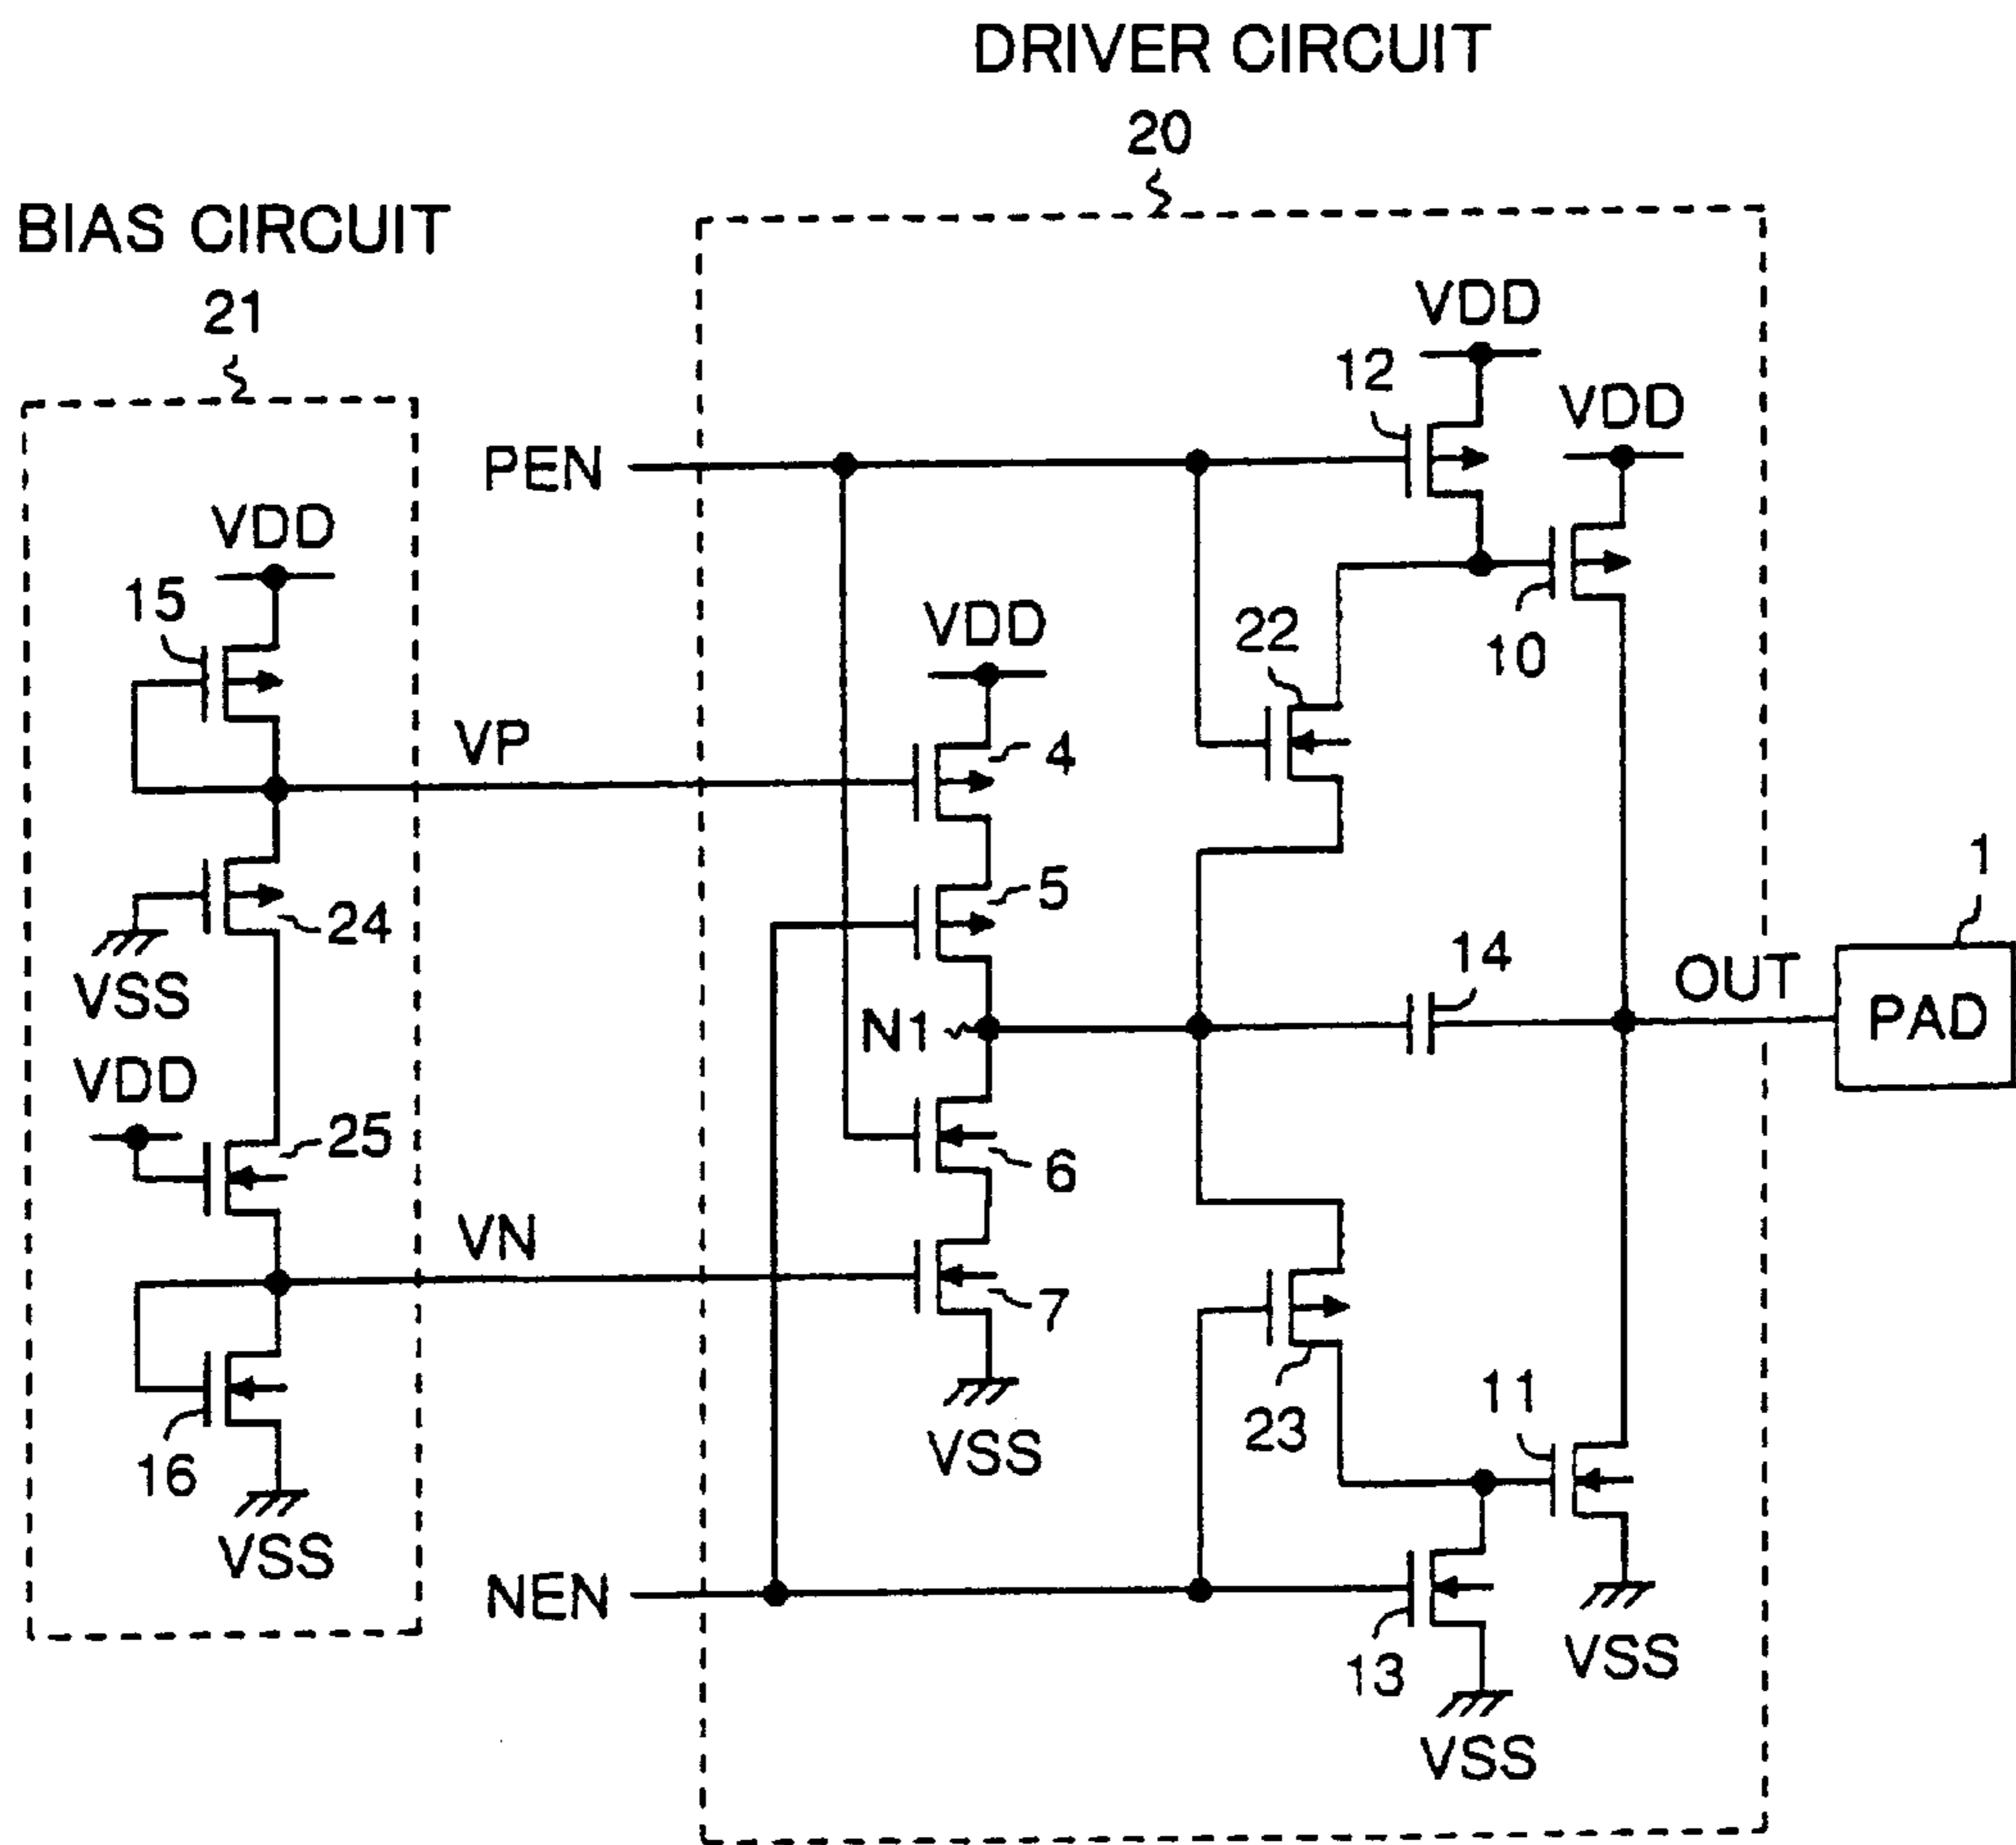 DRIVER CIRCUIT
20
BIAS CIRCUIT
21
VDD
12
VDD
PEN
VDD
15
10
22
VDD
VP
4
5
24
VSS
14
OUT
1
PAD
N1
VDD
25
6
VN
7
23
11
16
VSS
VSS
NEN
13
VSS
VSS